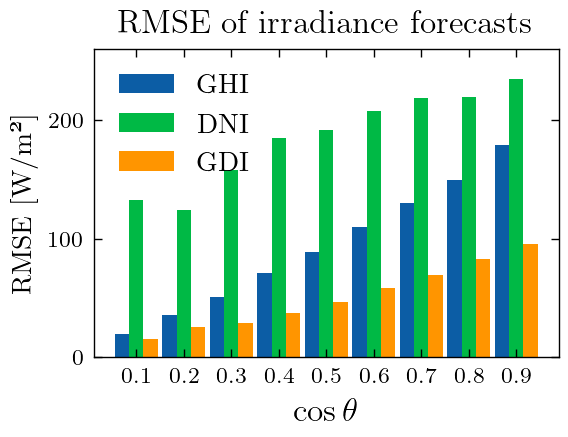 RMSE of irradiance forecasts
GHI
DNI
GDI
RMSE [W/m²]
200
100
0
0.1 0.2 0.3 0.4 0.5 0.6 0.7 0.8 0.9
cos θ